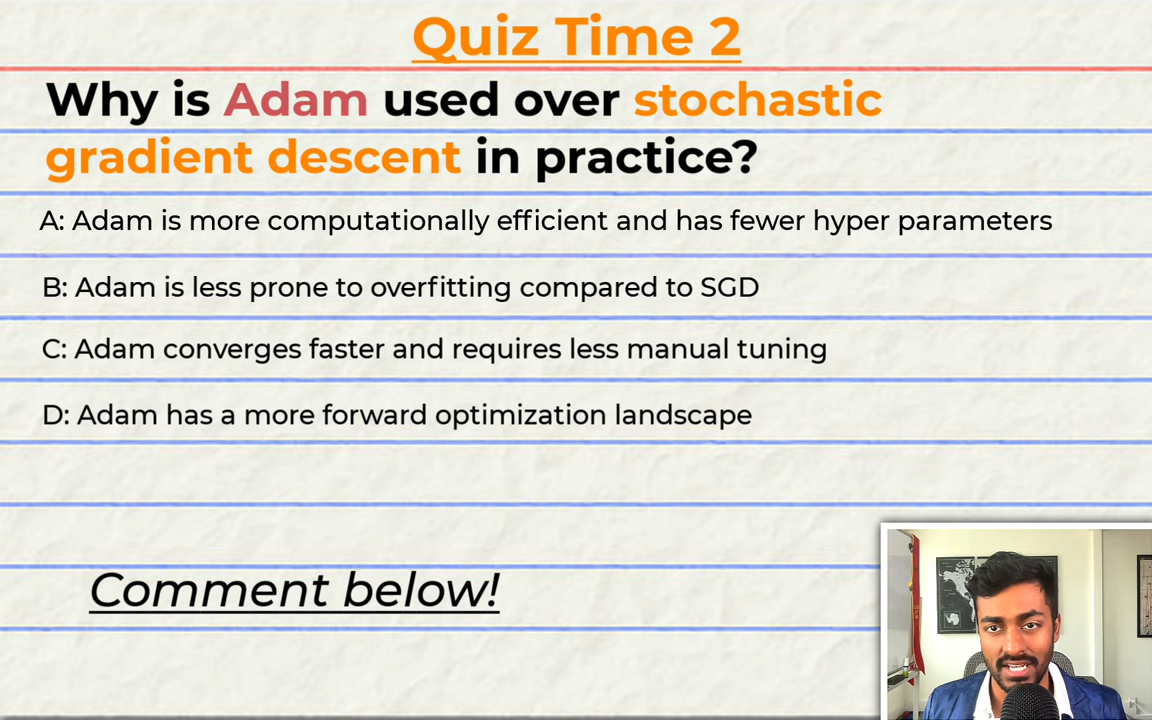 Quiz Time 2
Why is Adam used over stochastic
gradient descent in practice?
A: Adam is more computationally efficient and has fewer hyper parameters
B: Adam is less prone to overfitting compared to SGD
C: Adam converges faster and requires less manual tuning
D: Adam has a more forward optimization landscape
Comment below!